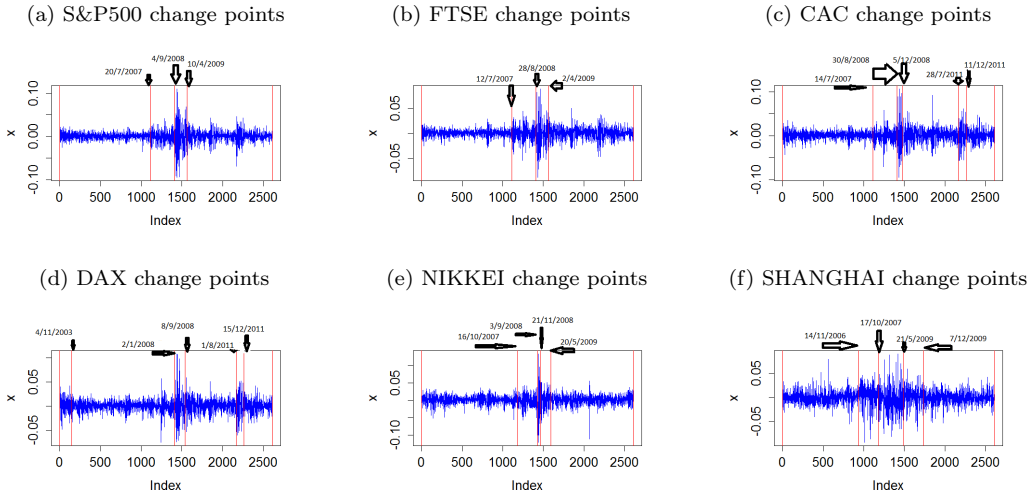 (a) S&P500 change points
20/7/2007
4/9/2008
10/4/2009
x
0.10
0.00
-0.10
0 500 1000 1500 2000 2500
Index
(b) FTSE change points
12/7/2007
28/8/2008
2/4/2009
x
0.05
-0.05
0 500 1000 1500 2000 2500
Index
(c) CAC change points
14/7/2007
30/8/2008
5/12/2008
28/7/2011
11/12/2011
x
0.10
0.00
-0.10
0 500 1000 1500 2000 2500
Index
(d) DAX change points
4/11/2003
2/1/2008
8/9/2008
1/8/2011
15/12/2011
x
0.05
-0.05
0 500 1000 1500 2000 2500
Index
(e) NIKKEI change points
16/10/2007
3/9/2008
21/11/2008
20/5/2009
x
0.05
-0.10
0 500 1000 1500 2000 2500
Index
(f) SHANGHAI change points
14/11/2006
17/10/2007
21/5/2009
7/12/2009
x
0.05
-0.05
0 500 1000 1500 2000 2500
Index